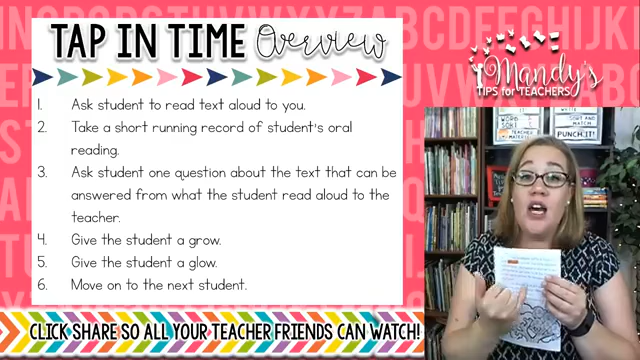 TAP IN TIME Overview
1. Ask student to read text aloud to you.
2. Take a short running record of student's oral
reading.
3. Ask student one question about the text that can be
answered from what the student read aloud to the
teacher.
4. Give the student a grow.
5. Give the student a glow.
6. Move on to the next student.
Mandy's
TIPS for TEACHERS
WRITE
WORD
SORT
SORT AND
MATCH
TEACHER
PUNCH IT!
CLICK SHARE SO ALL YOUR TEACHER FRIENDS CAN WATCH!